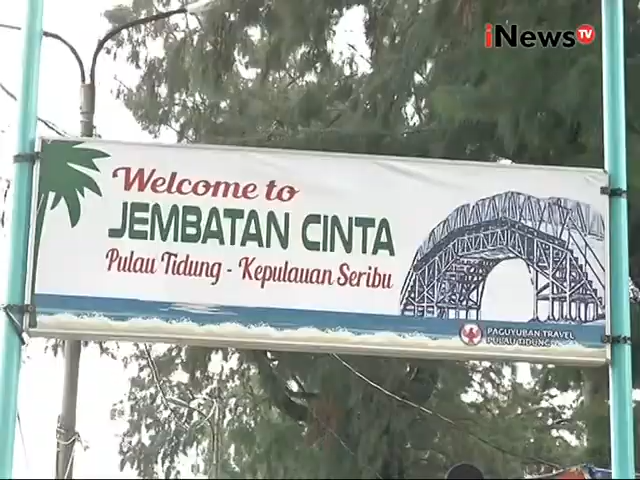 iNews TV
Welcome to
JEMBATAN CINTA
Pulau Tidung - Kepulauan Seribu
PAGUYUBAN TRAVEL
PULAU TIDUNG